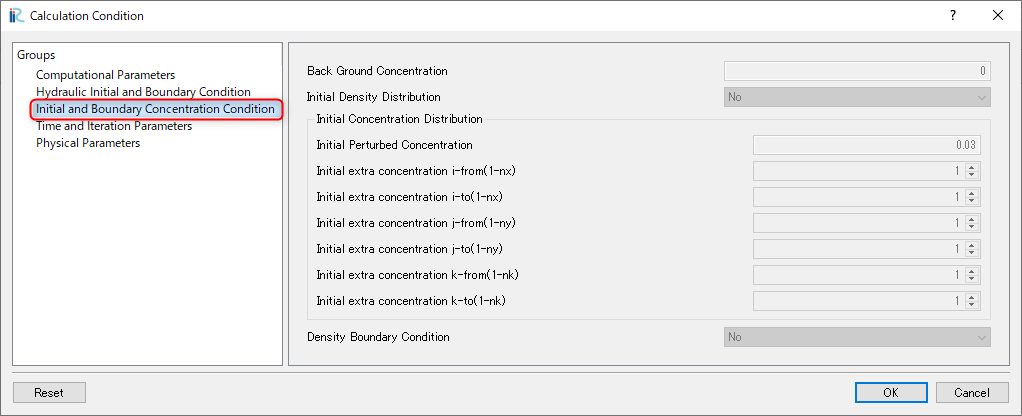 Calculation Condition
?
Groups
Computational Parameters
Hydraulic Initial and Boundary Condition
Initial and Boundary Concentration Condition
Time and Iteration Parameters
Physical Parameters
Back Ground Concentration 0
Initial Density Distribution No
Initial Concentration Distribution
Initial Perturbed Concentration 0.03
Initial extra concentration i-from(1-nx) 1
Initial extra concentration i-to(1-nx) 1
Initial extra concentration j-from(1-ny) 1
Initial extra concentration j-to(1-ny) 1
Initial extra concentration k-from(1-nk) 1
Initial extra concentration k-to(1-nk) 1
Density Boundary Condition No
Reset OK Cancel